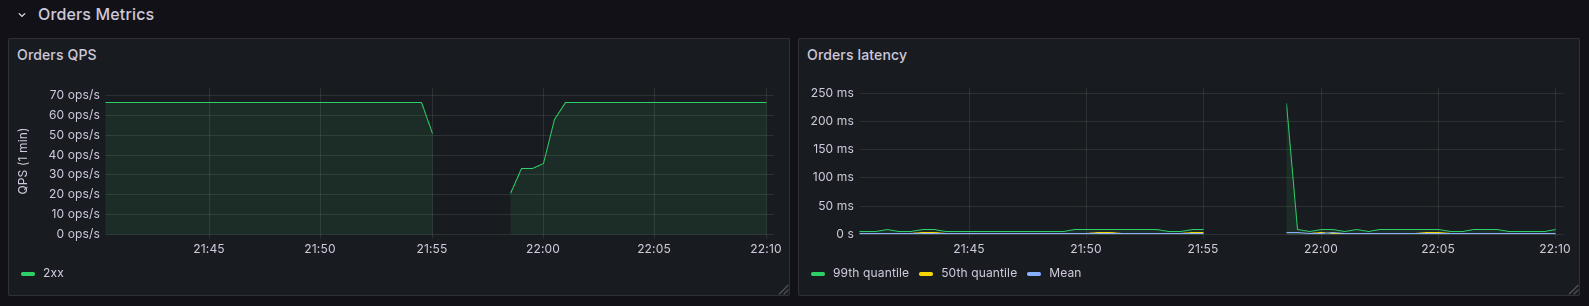 Orders Metrics
Orders QPS
QPS (1 min)
70 ops/s
60 ops/s
50 ops/s
40 ops/s
30 ops/s
20 ops/s
10 ops/s
0 ops/s
21:45 21:50 21:55 22:00 22:05 22:10
2xx
Orders latency
250 ms
200 ms
150 ms
100 ms
50 ms
0 s
21:45 21:50 21:55 22:00 22:05 22:10
99th quantile 50th quantile Mean